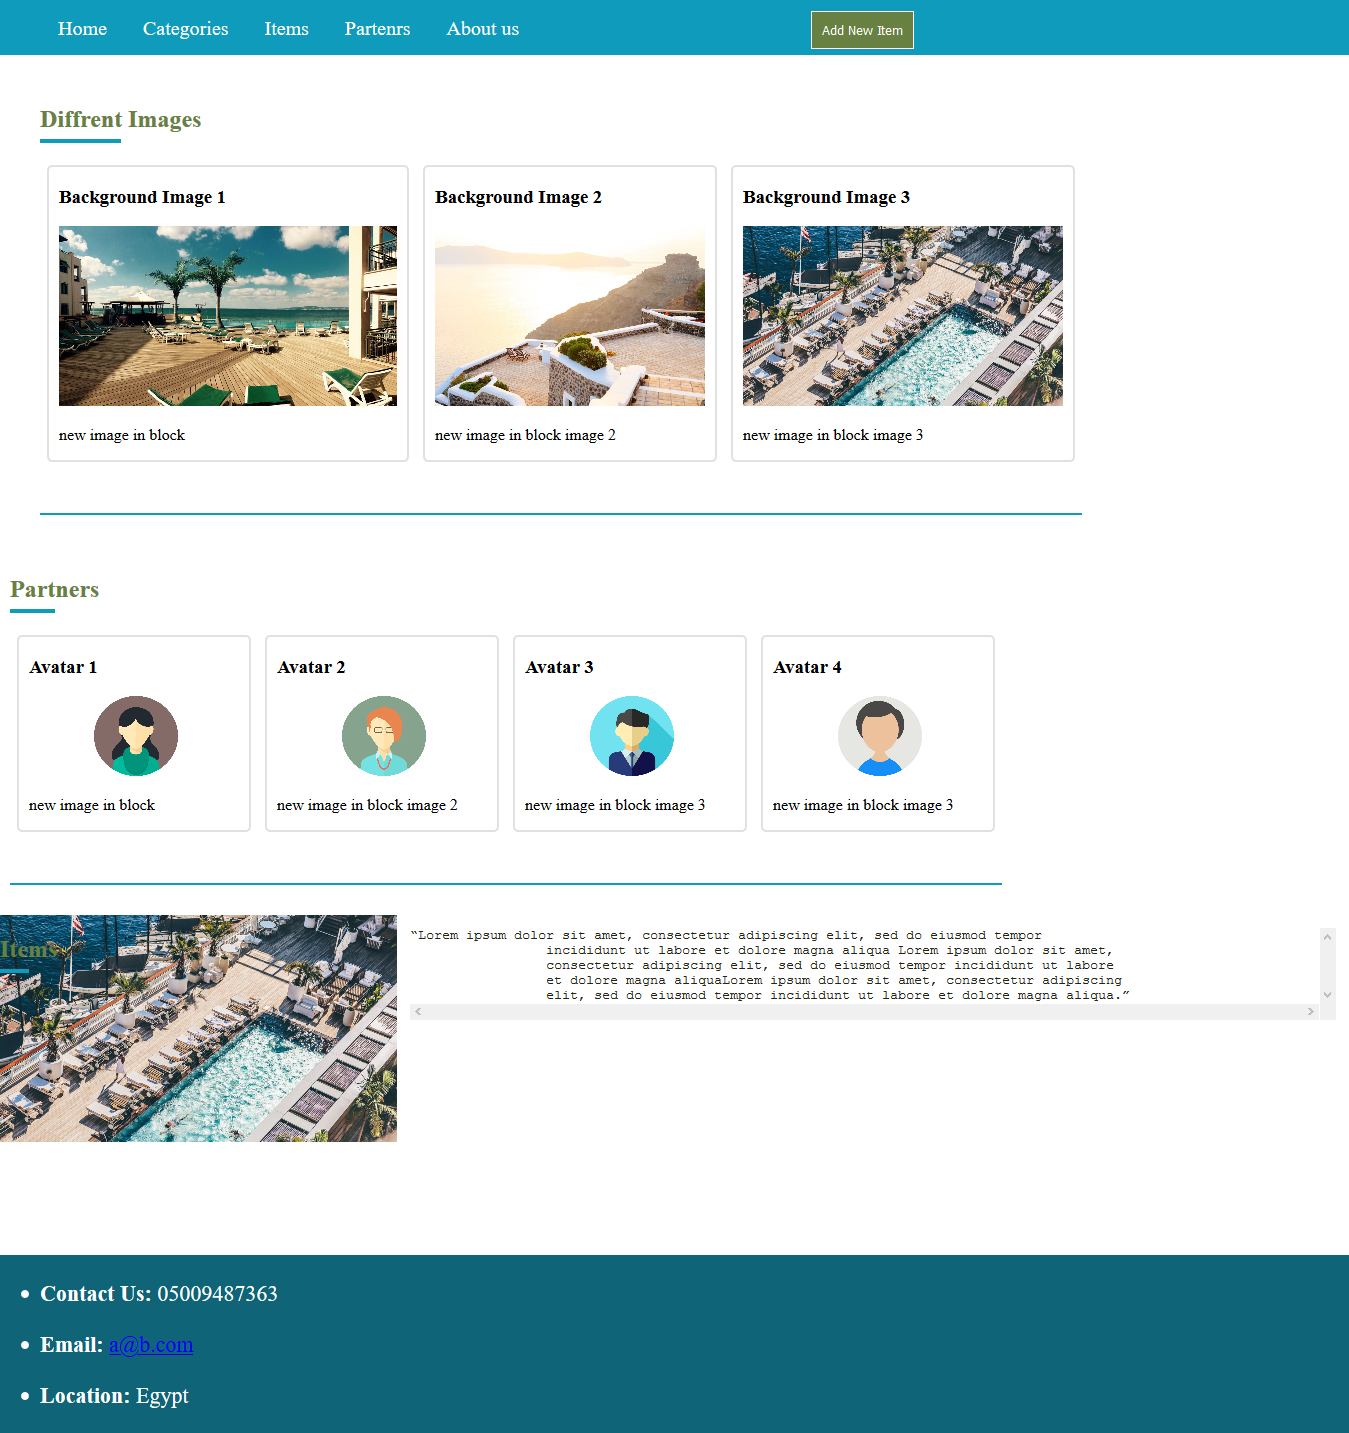 Home Categories Items Partenrs About us Add New Item
Diffrent Images
Background Image 1 Background Image 2 Background Image 3
new image in block new image in block image 2 new image in block image 3
Partners
Avatar 1 Avatar 2 Avatar 3 Avatar 4
new image in block new image in block image 2 new image in block image 3 new image in block image 3
Items
“Lorem ipsum dolor sit amet, consectetur adipiscing elit, sed do eiusmod tempor
incididunt ut labore et dolore magna aliqua Lorem ipsum dolor sit amet,
consectetur adipiscing elit, sed do eiusmod tempor incididunt ut labore
et dolore magna aliquaLorem ipsum dolor sit amet, consectetur adipiscing
elit, sed do eiusmod tempor incididunt ut labore et dolore magna aliqua.”
Contact Us: 05009487363
Email: a@b.com
Location: Egypt